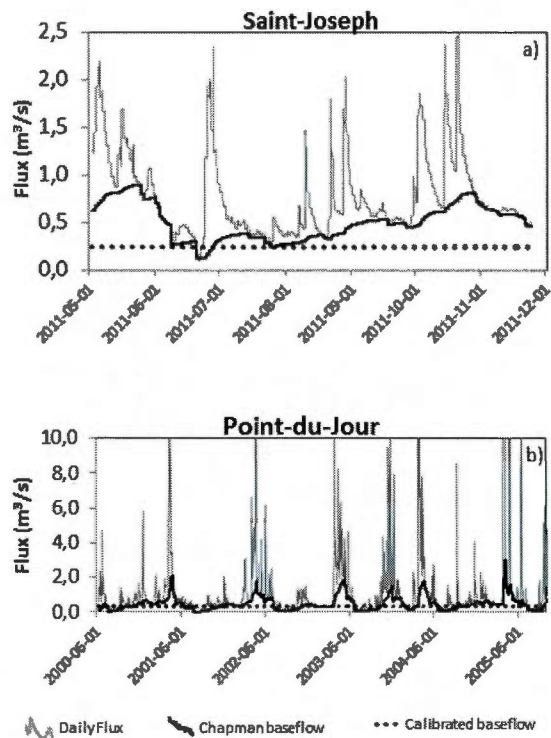 Saint-Joseph
a)
Flux (m³/s)
2,5
2,0
1,5
1,0
0,5
0,0
2011-05-01
2011-06-01
2011-07-01
2011-08-01
2011-09-01
2011-10-01
2011-11-01
2011-12-01
Point-du-Jour
b)
Flux (m³/s)
10,0
8,0
6,0
4,0
2,0
0,0
2000-06-01
2001-06-01
2002-06-01
2003-06-01
2004-06-01
2005-06-01
Daily Flux
Chapman baseflow
Calibrated baseflow